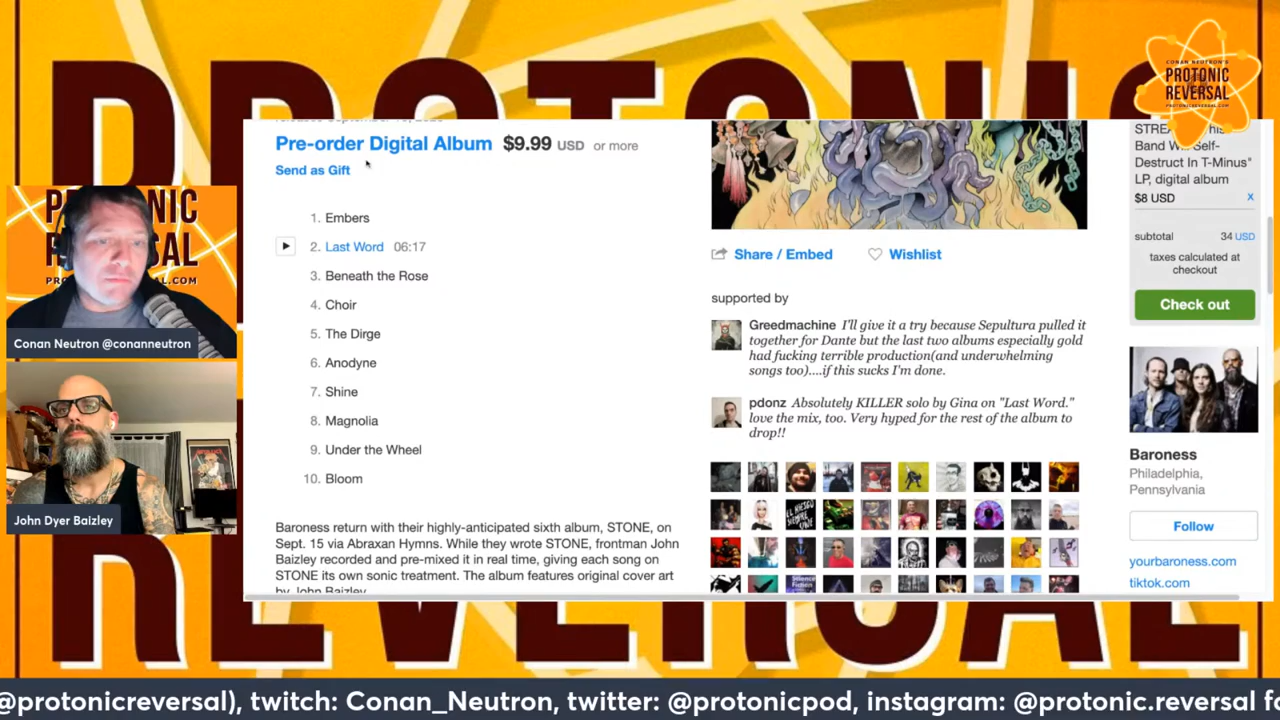 PROTONIC
CONAN NEUTRON'S
PROTONIC
REVERSAL
PROTONICREVERSAL.COM
Pre-order Digital Album $9.99 USD or more
Send as Gift
1. Embers
2. Last Word 06:17
3. Beneath the Rose
4. Choir
5. The Dirge
6. Anodyne
7. Shine
8. Magnolia
9. Under the Wheel
10. Bloom
Baroness return with their highly-anticipated sixth album, STONE, on
Sept. 15 via Abraxan Hymns. While they wrote STONE, frontman John
Baizley recorded and pre-mixed it in real time, giving each song on
STONE its own sonic treatment. The album features original cover art
by John Baizley
Share / Embed
Wishlist
supported by
Greedmachine I'll give it a try because Sepultura pulled it
together for Dante but the last two albums especially gold
had fucking terrible production(and underwhelming
songs too)....if this sucks I'm done.
pdonz Absolutely KILLER solo by Gina on "Last Word."
love the mix, too. Very hyped for the rest of the album to
drop!!
Band Will Self-
Destruct In T-Minus"
LP, digital album
$8 USD X
subtotal 34 USD
taxes calculated at
checkout
Check out
Baroness
Philadelphia,
Pennsylvania
Follow
yourbaroness.com
tiktok.com
Conan Neutron @conanneutron
John Dyer Baizley
REVERSAL
@protonicreversal), twitch: Conan_Neutron, twitter: @protonicpod, instagram: @protonic.reversal